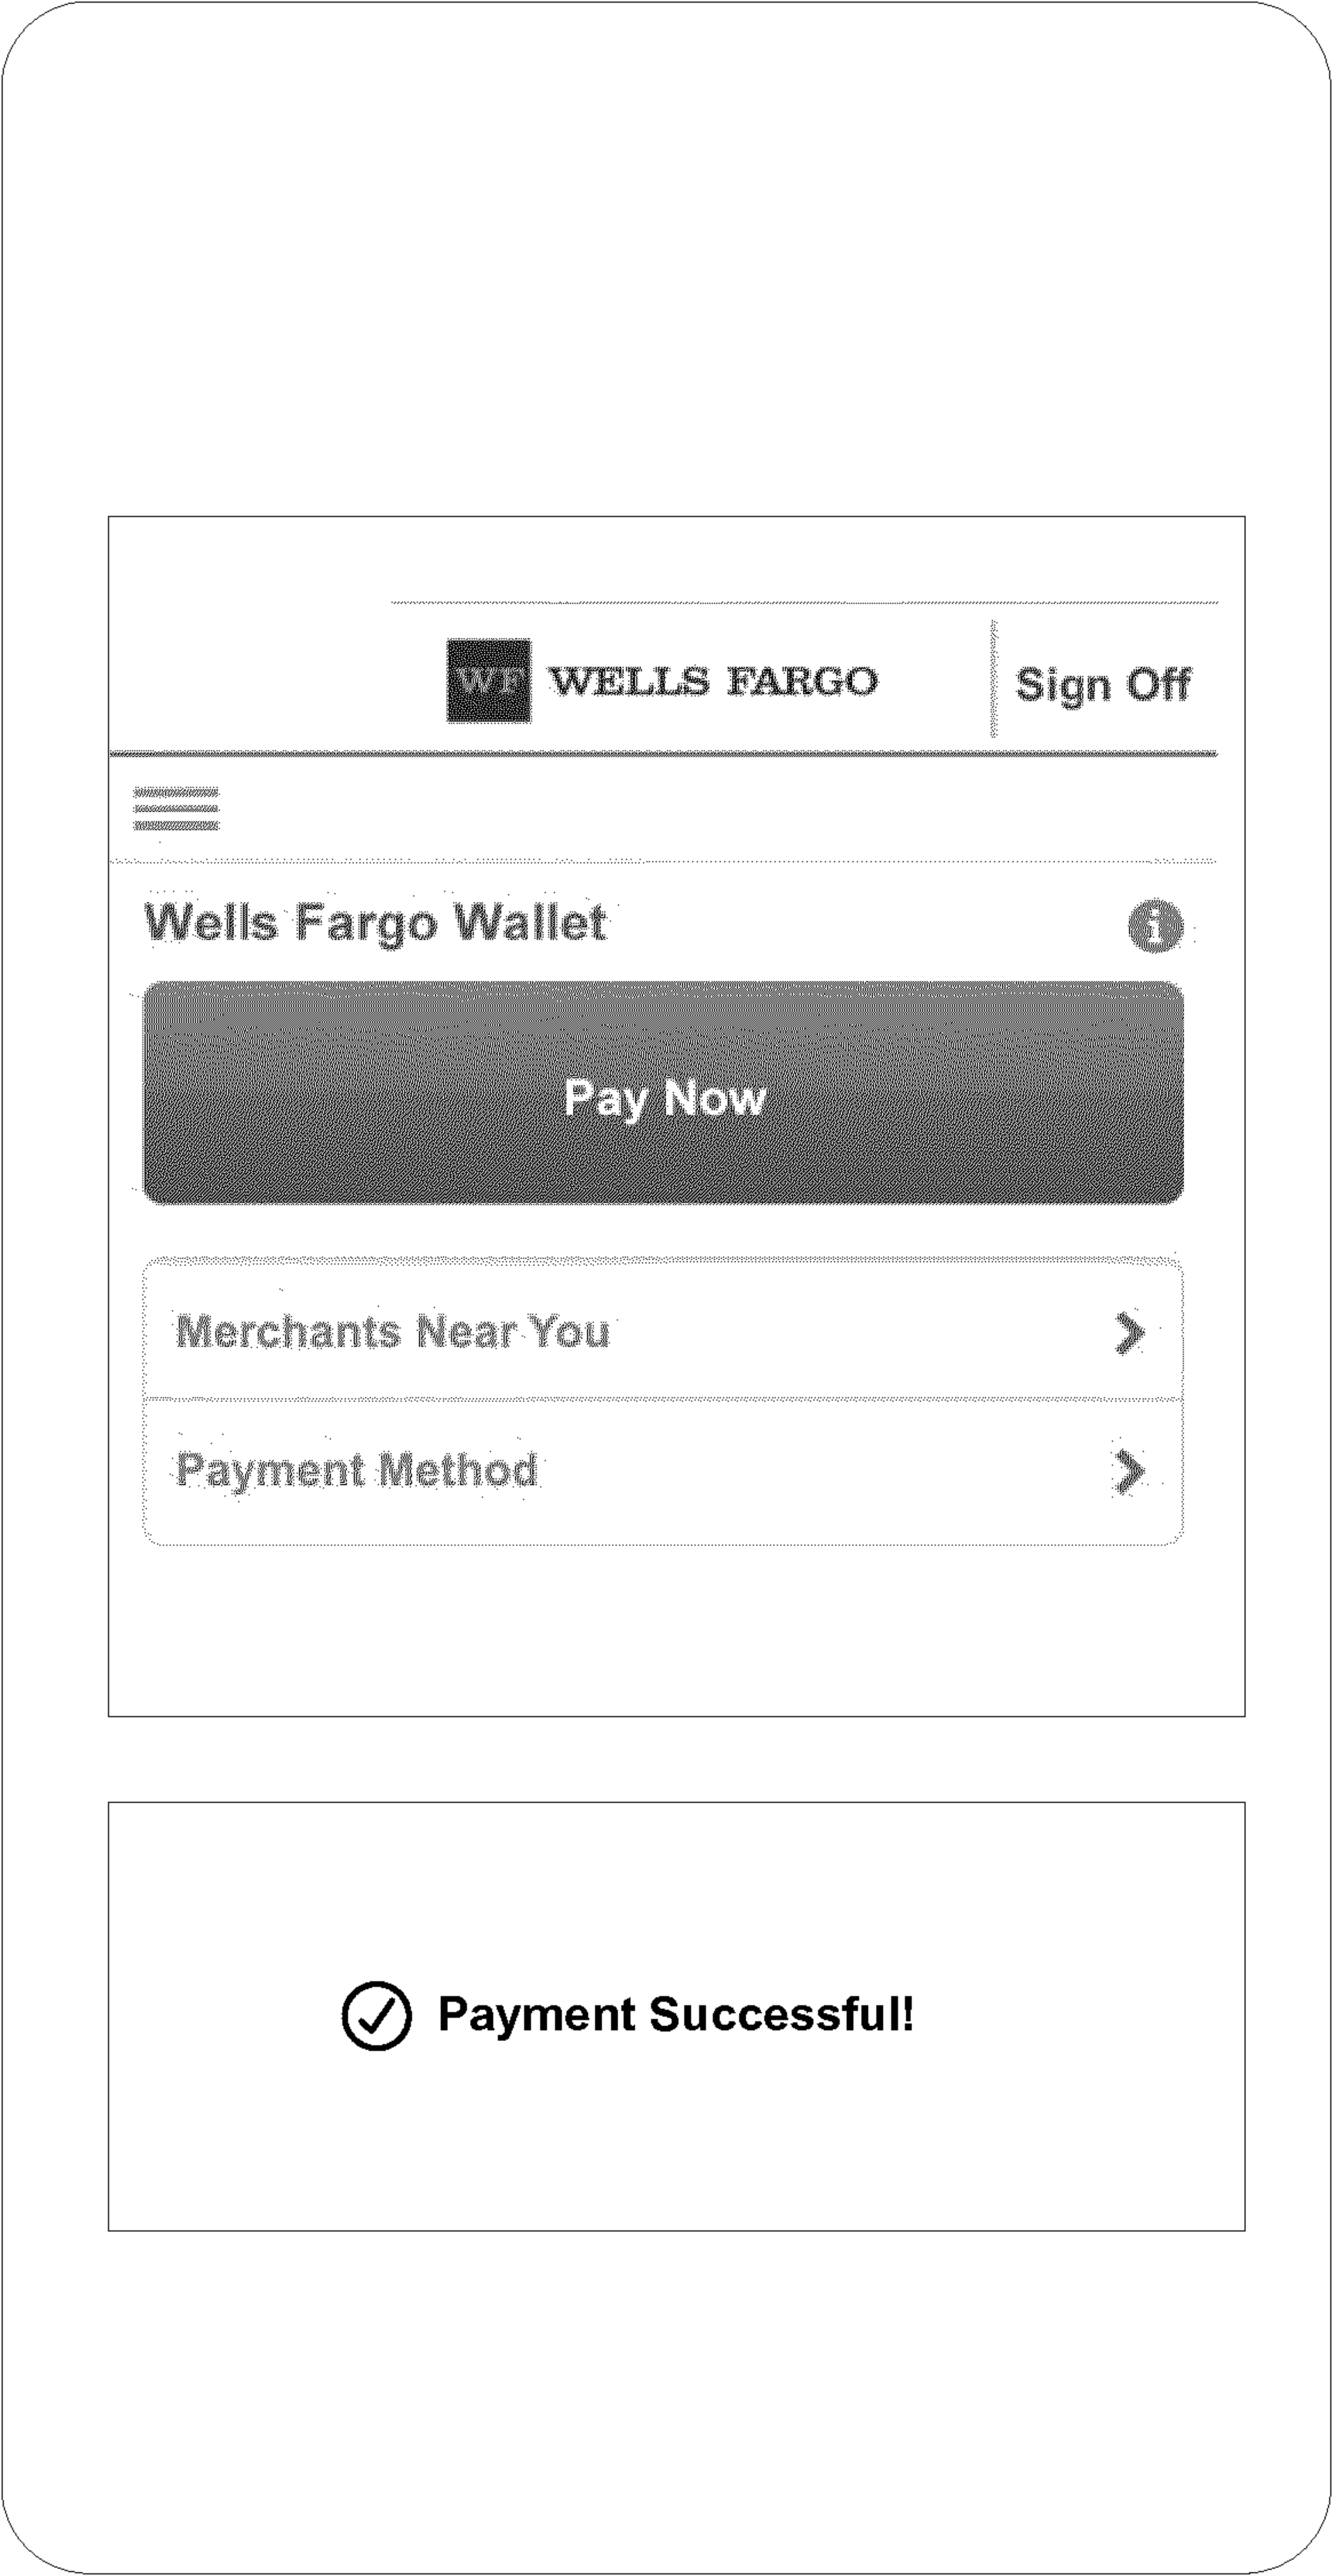 WF WELLS FARGO Sign Off
Wells Fargo Wallet
Pay Now
Merchants Near You
Payment Method
Payment Successful!